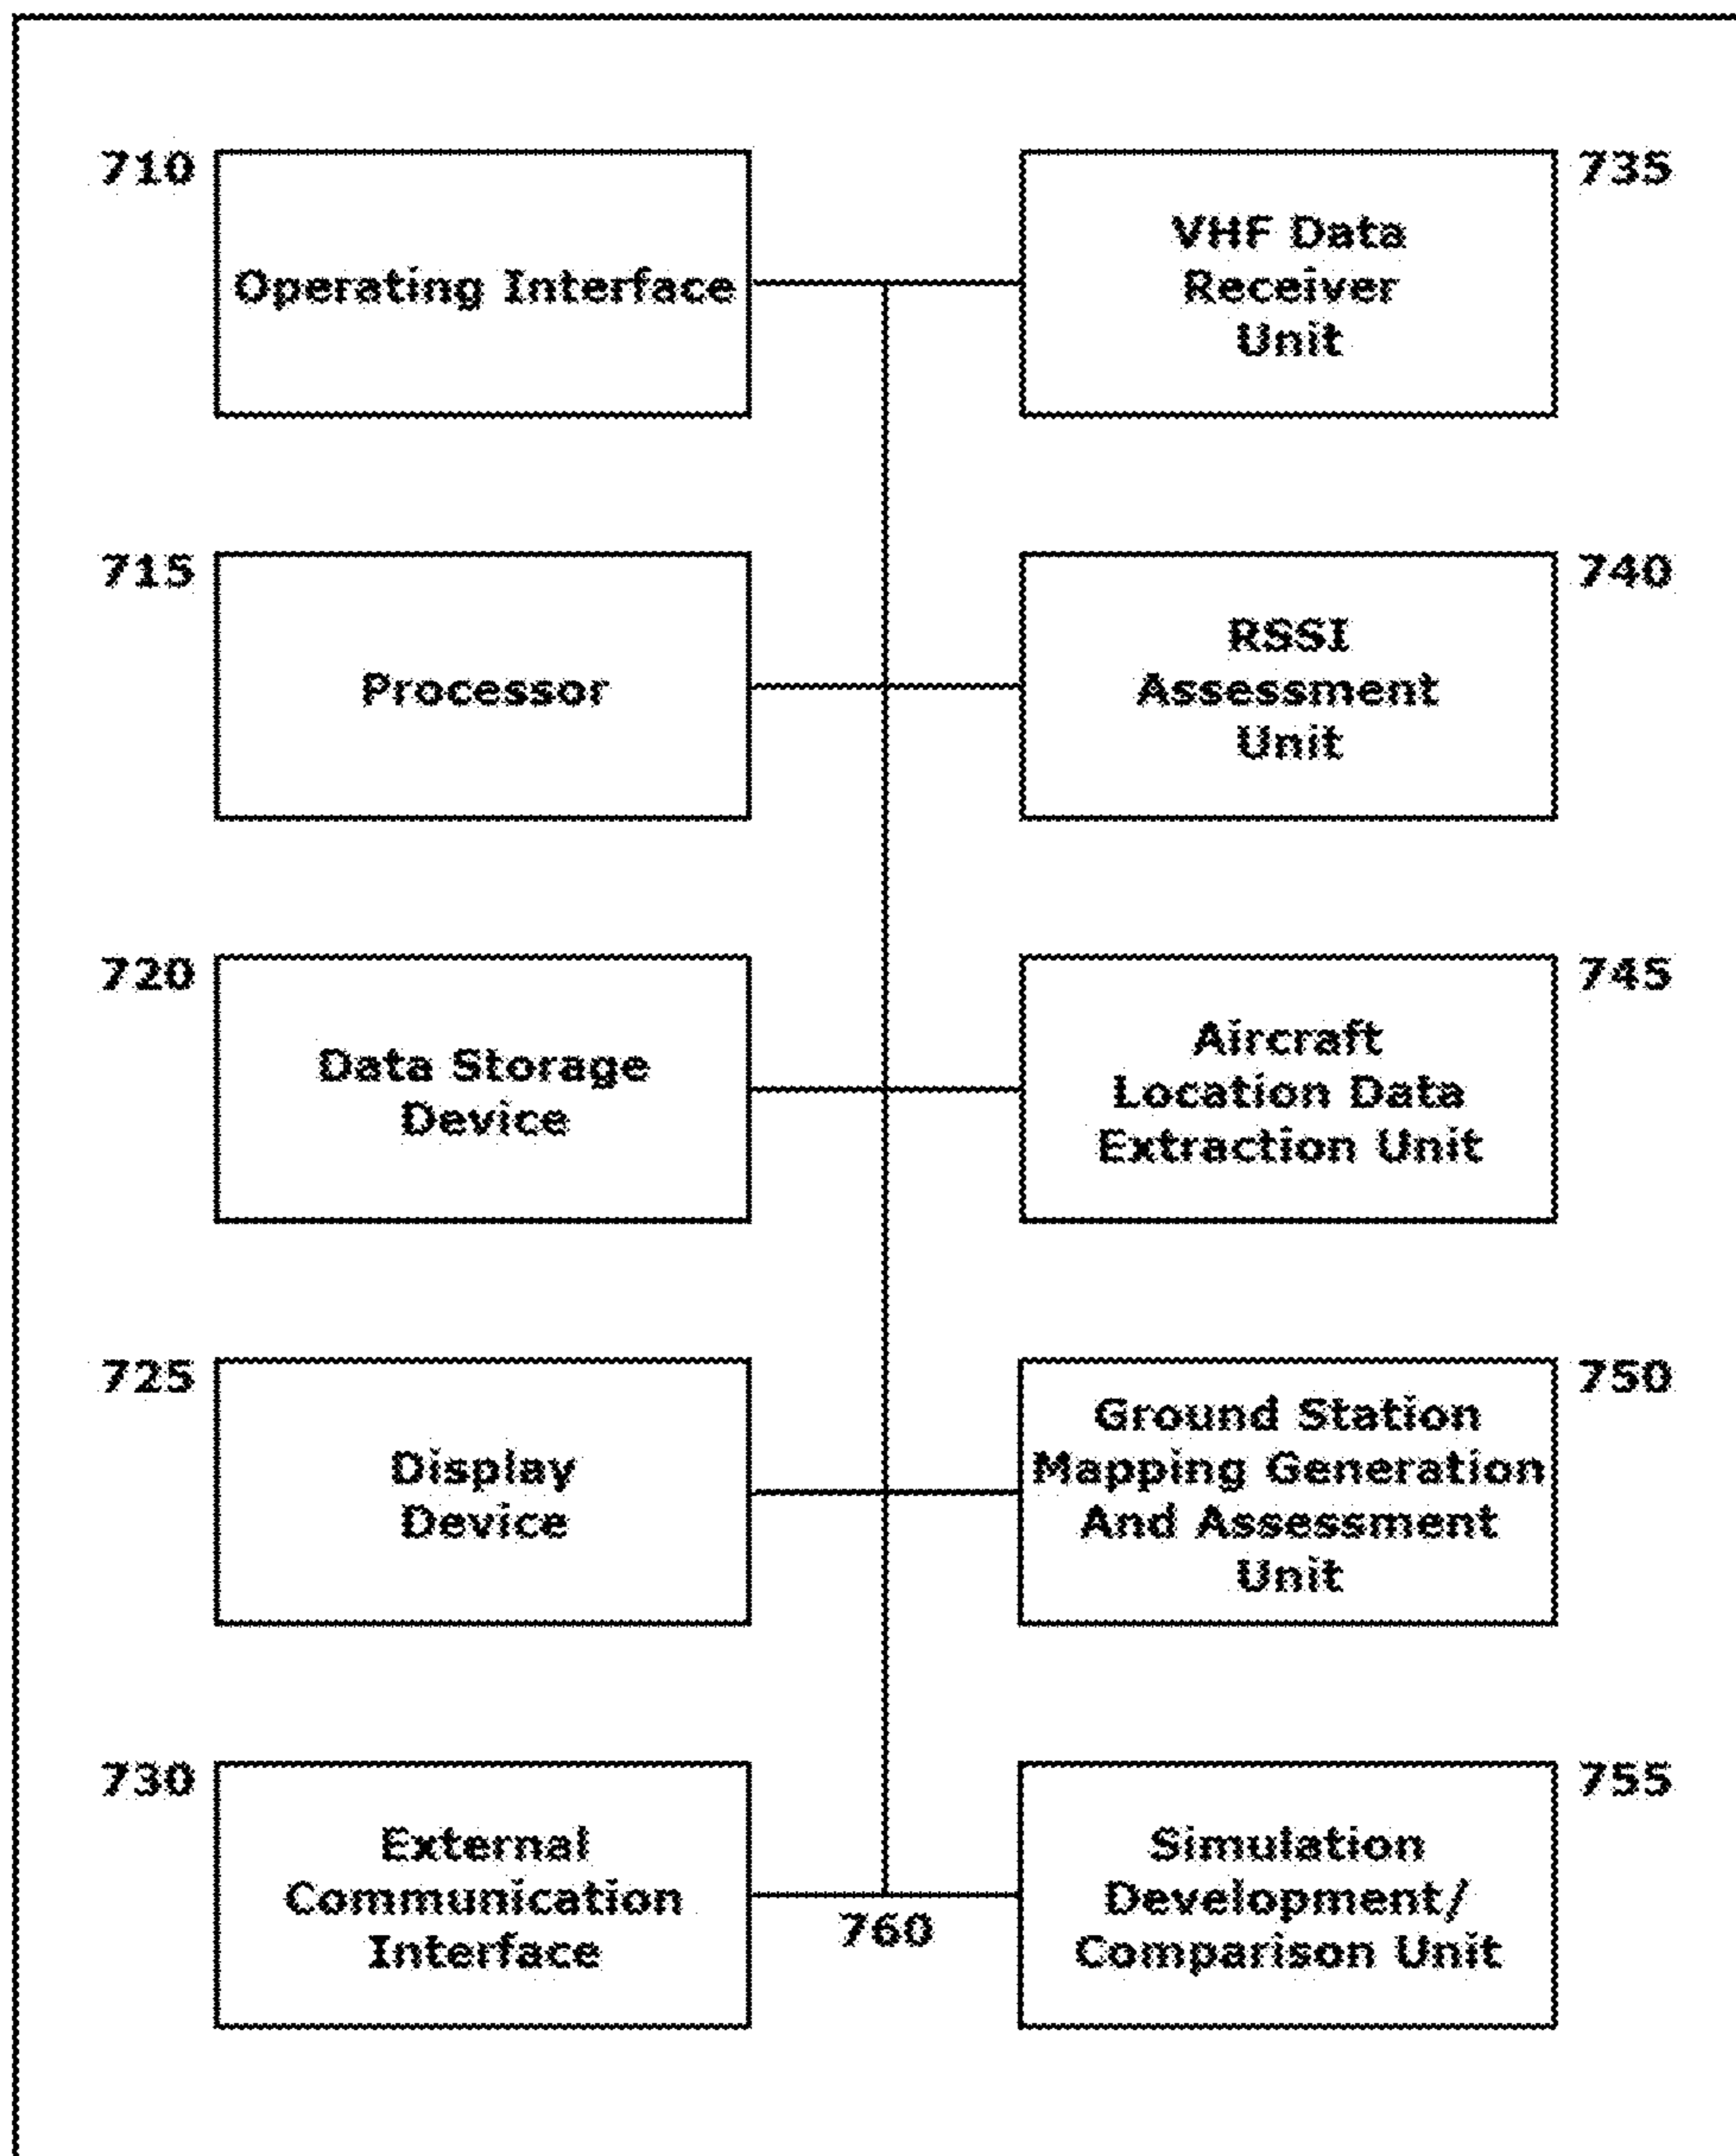 710
Operating Interface
735
VHF Data
Receiver
Unit
715
Processor
740
RSSI
Assessment
Unit
720
Data Storage
Device
745
Aircraft
Location Data
Extraction Unit
725
Display
Device
750
Ground Station
Mapping Generation
And Assessment
Unit
730
External
Communication
Interface
760
755
Simulation
Development/
Comparison Unit